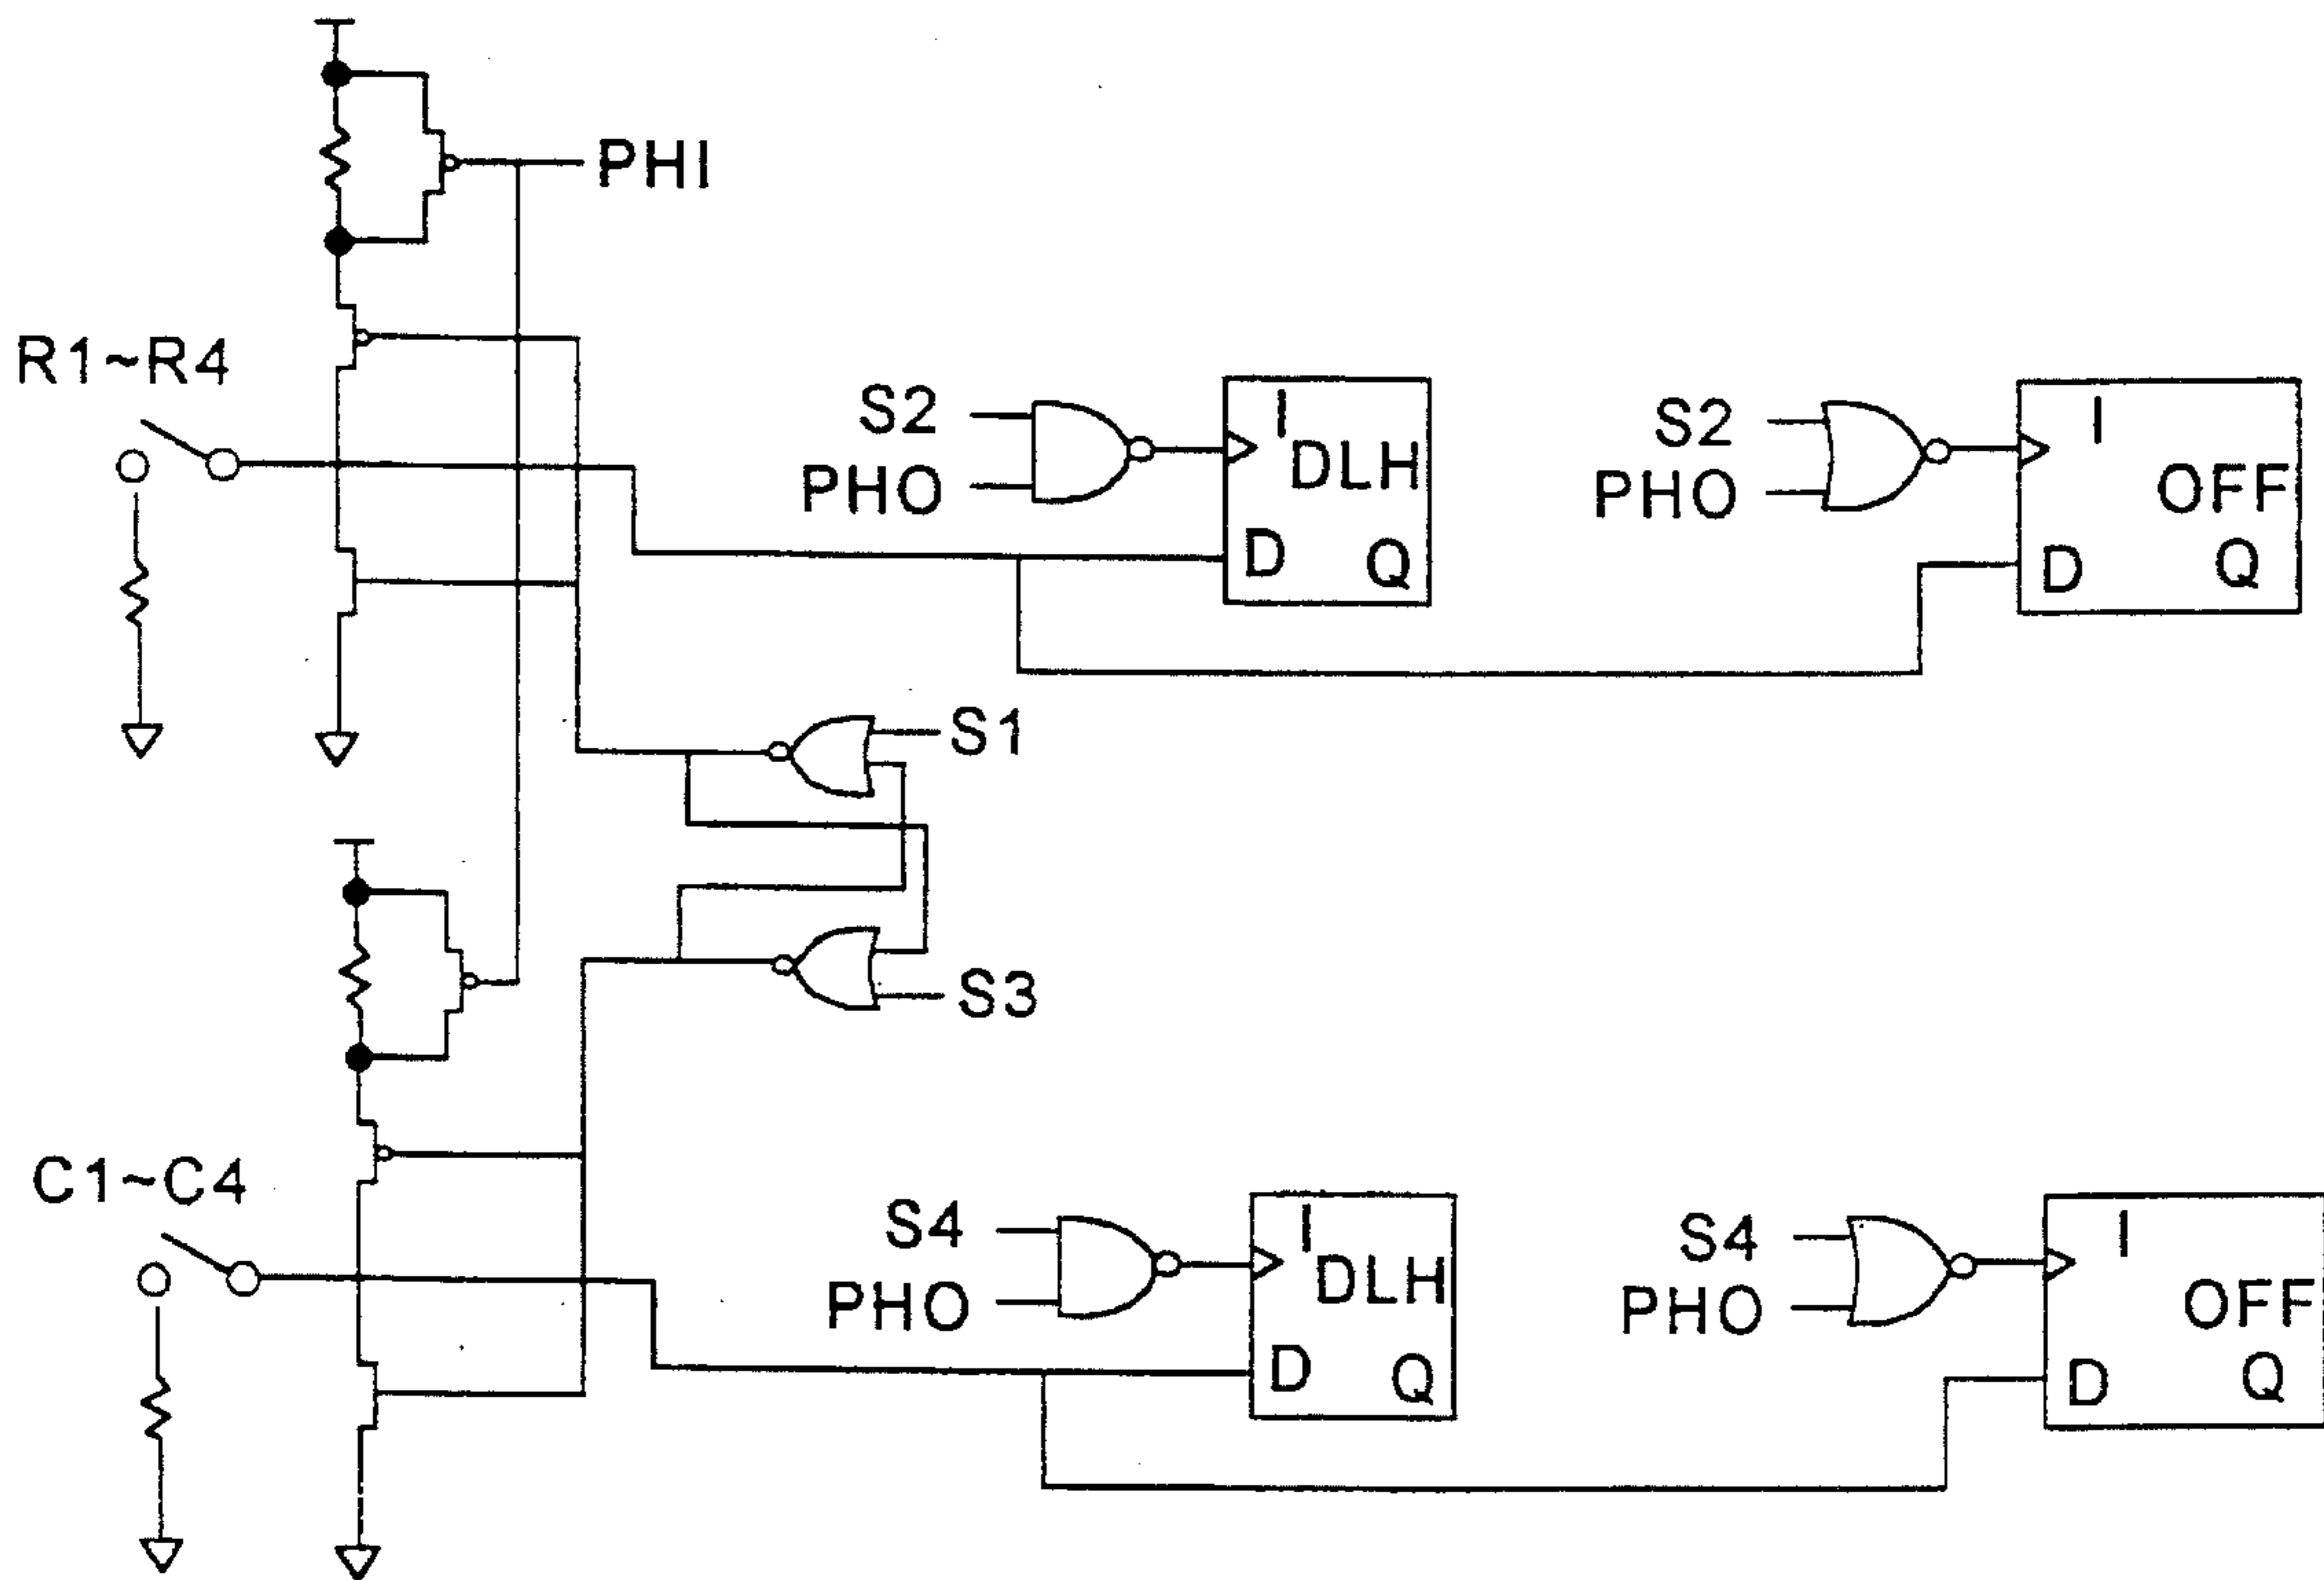 PHI
R1~R4
S2
PHO
I
DLH
D
Q
S2
PHO
I
OFF
D
Q
S1
S3
C1~C4
S4
PHO
I
DLH
D
Q
S4
PHO
I
OFF
D
Q